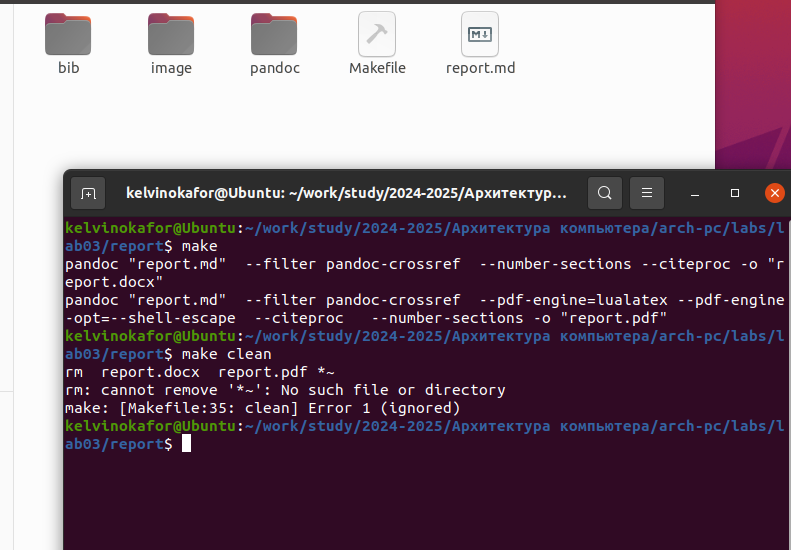 bib
image
pandoc
Makefile
report.md
kelvinokafor@Ubuntu: ~/work/study/2024-2025/Архитектур...
kelvinokafor@Ubuntu:~/work/study/2024-2025/Архитектура компьютера/arch-pc/labs/l
ab03/report$ make
pandoc "report.md"  --filter pandoc-crossref  --number-sections --citeproc -o "r
eport.docx"
pandoc "report.md"  --filter pandoc-crossref  --pdf-engine=lualatex --pdf-engine
-opt=--shell-escape  --citeproc   --number-sections -o "report.pdf"
kelvinokafor@Ubuntu:~/work/study/2024-2025/Архитектура компьютера/arch-pc/labs/l
ab03/report$ make clean
rm  report.docx  report.pdf *~
rm: cannot remove '*~': No such file or directory
make: [Makefile:35: clean] Error 1 (ignored)
kelvinokafor@Ubuntu:~/work/study/2024-2025/Архитектура компьютера/arch-pc/labs/l
ab03/report$